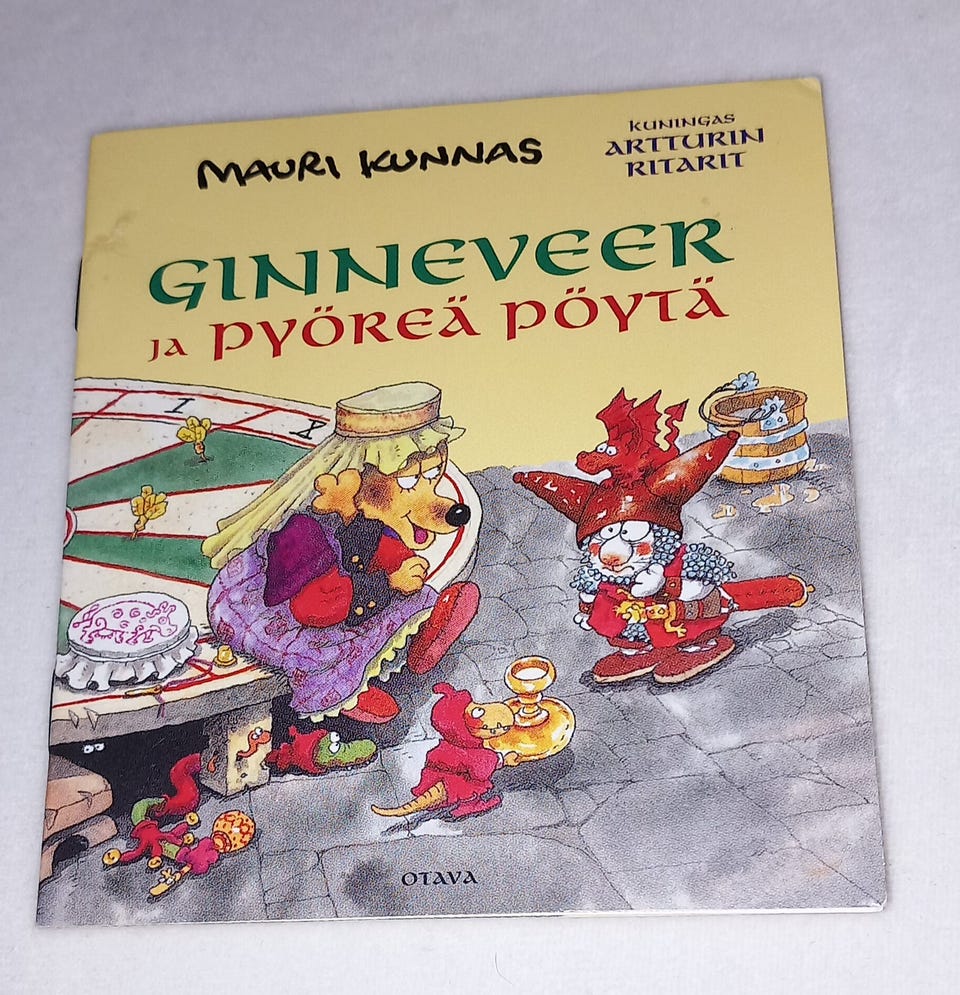 MAURI KUNNAS
KUNINGAS
ARTTURIN
RITARIT
GINNEVEER
JA PYÖREÄ PÖYTÄ
I
X
OTAVA